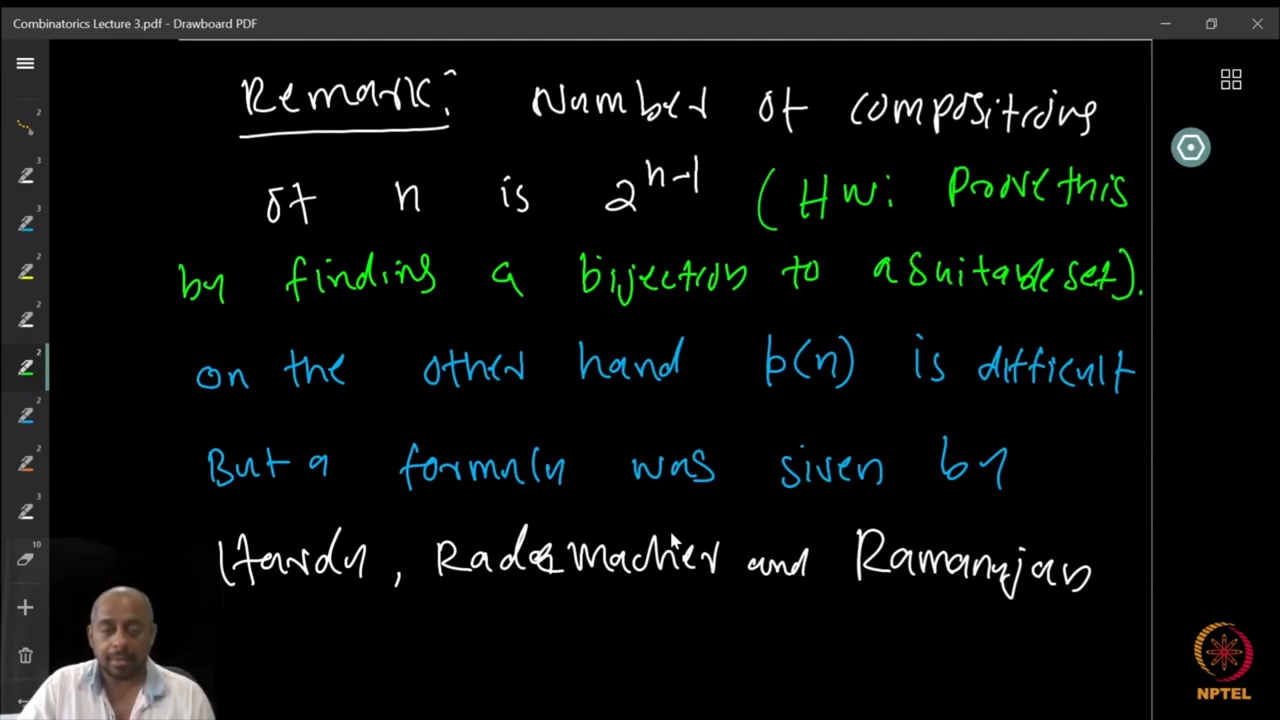 Combinatorics Lecture 3.pdf - Drawboard PDF
Remark: Number of compositions
of n is 2^{n-1} (HW: Prove this
by finding a bijection to a suitable set).
on the other hand p(n) is difficult
But a formula was given by
Hardy, Rademacher and Ramanujan
NPTEL